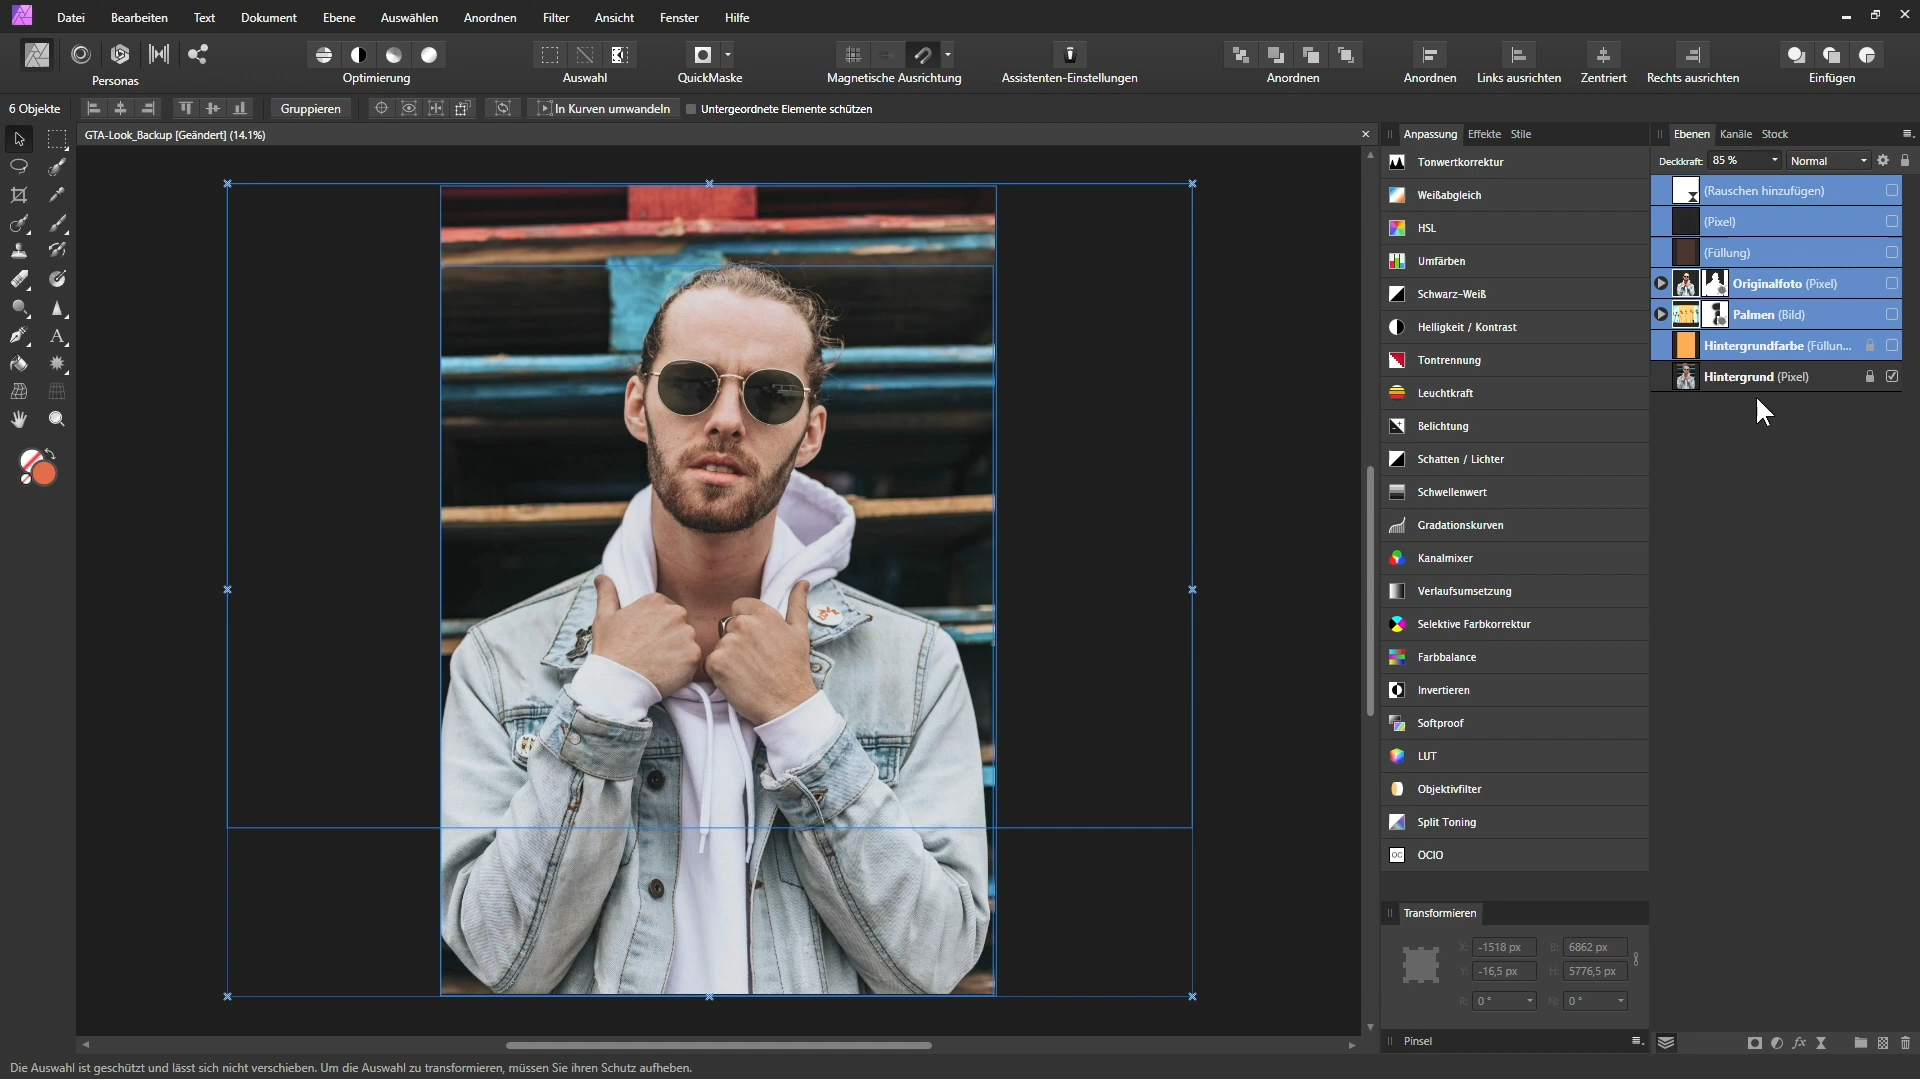 Datei Bearbeiten Text Dokument Ebene Auswählen Anordnen Filter Ansicht Fenster Hilfe
Personas Optimierung Auswahl QuickMaske Magnetische Ausrichtung Assistenten-Einstellungen Anordnen Anordnen Links ausrichten Zentriert Rechts ausrichten Einfügen
6 Objekte Gruppieren In Kurven umwandeln Untergeordnete Elemente schützen
GTA-Look_Backup [Geändert] (14.1%)
Anpassung Effekte Stile
Tonwertkorrektur
Weißabgleich
HSL
Umfärben
Schwarz-Weiß
Helligkeit / Kontrast
Tontrennung
Leuchtkraft
Belichtung
Schatten / Lichter
Schwellenwert
Gradationskurven
Kanalmixer
Verlaufsumsetzung
Selektive Farbkorrektur
Farbbalance
Invertieren
Softproof
LUT
Objektivfilter
Split Toning
OCIO
Transformieren
X: -1518 px B: 6862 px
Y: -16,5 px H: 5776,5 px
R: 0 ° N: 0 °
Pinsel
Ebenen Kanäle Stock
Deckkraft: 85 % Normal
(Rauschen hinzufügen)
(Pixel)
(Füllung)
Originalfoto (Pixel)
Palmen (Bild)
Hintergrundfarbe (Füllun...
Hintergrund (Pixel)
Die Auswahl ist geschützt und lässt sich nicht verschieben. Um die Auswahl zu transformieren, müssen Sie ihren Schutz aufheben.